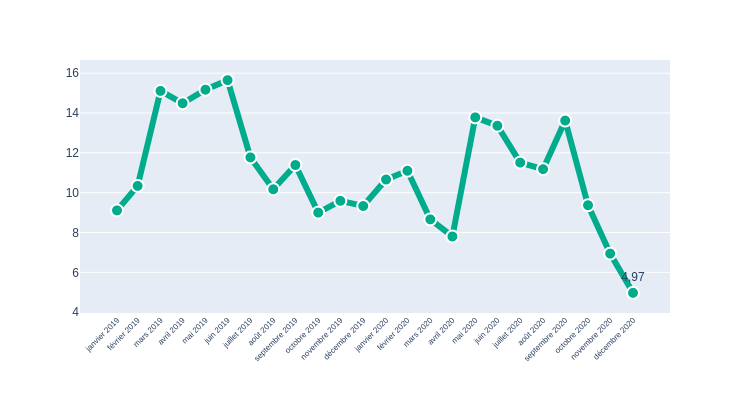 16
14
12
10
8
6
4
4,97
janvier 2019
février 2019
mars 2019
avril 2019
mai 2019
juin 2019
juillet 2019
août 2019
septembre 2019
octobre 2019
novembre 2019
décembre 2019
janvier 2020
février 2020
mars 2020
avril 2020
mai 2020
juin 2020
juillet 2020
août 2020
septembre 2020
octobre 2020
novembre 2020
décembre 2020